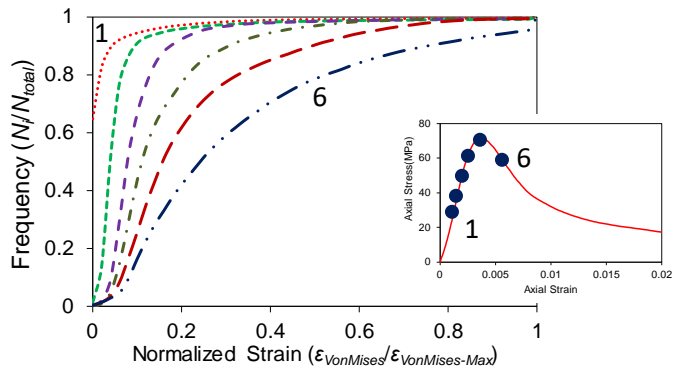 1
0.8
0.6
0.4
0.2
0
Frequency (Ni/Ntotal)
1
6
0 0.2 0.4 0.6 0.8 1
Normalized Strain (εVonMises/εVonMises-Max)
80
60
40
20
0
Axial Stress(MPa)
1
6
0 0.005 0.01 0.015 0.02
Axial Strain